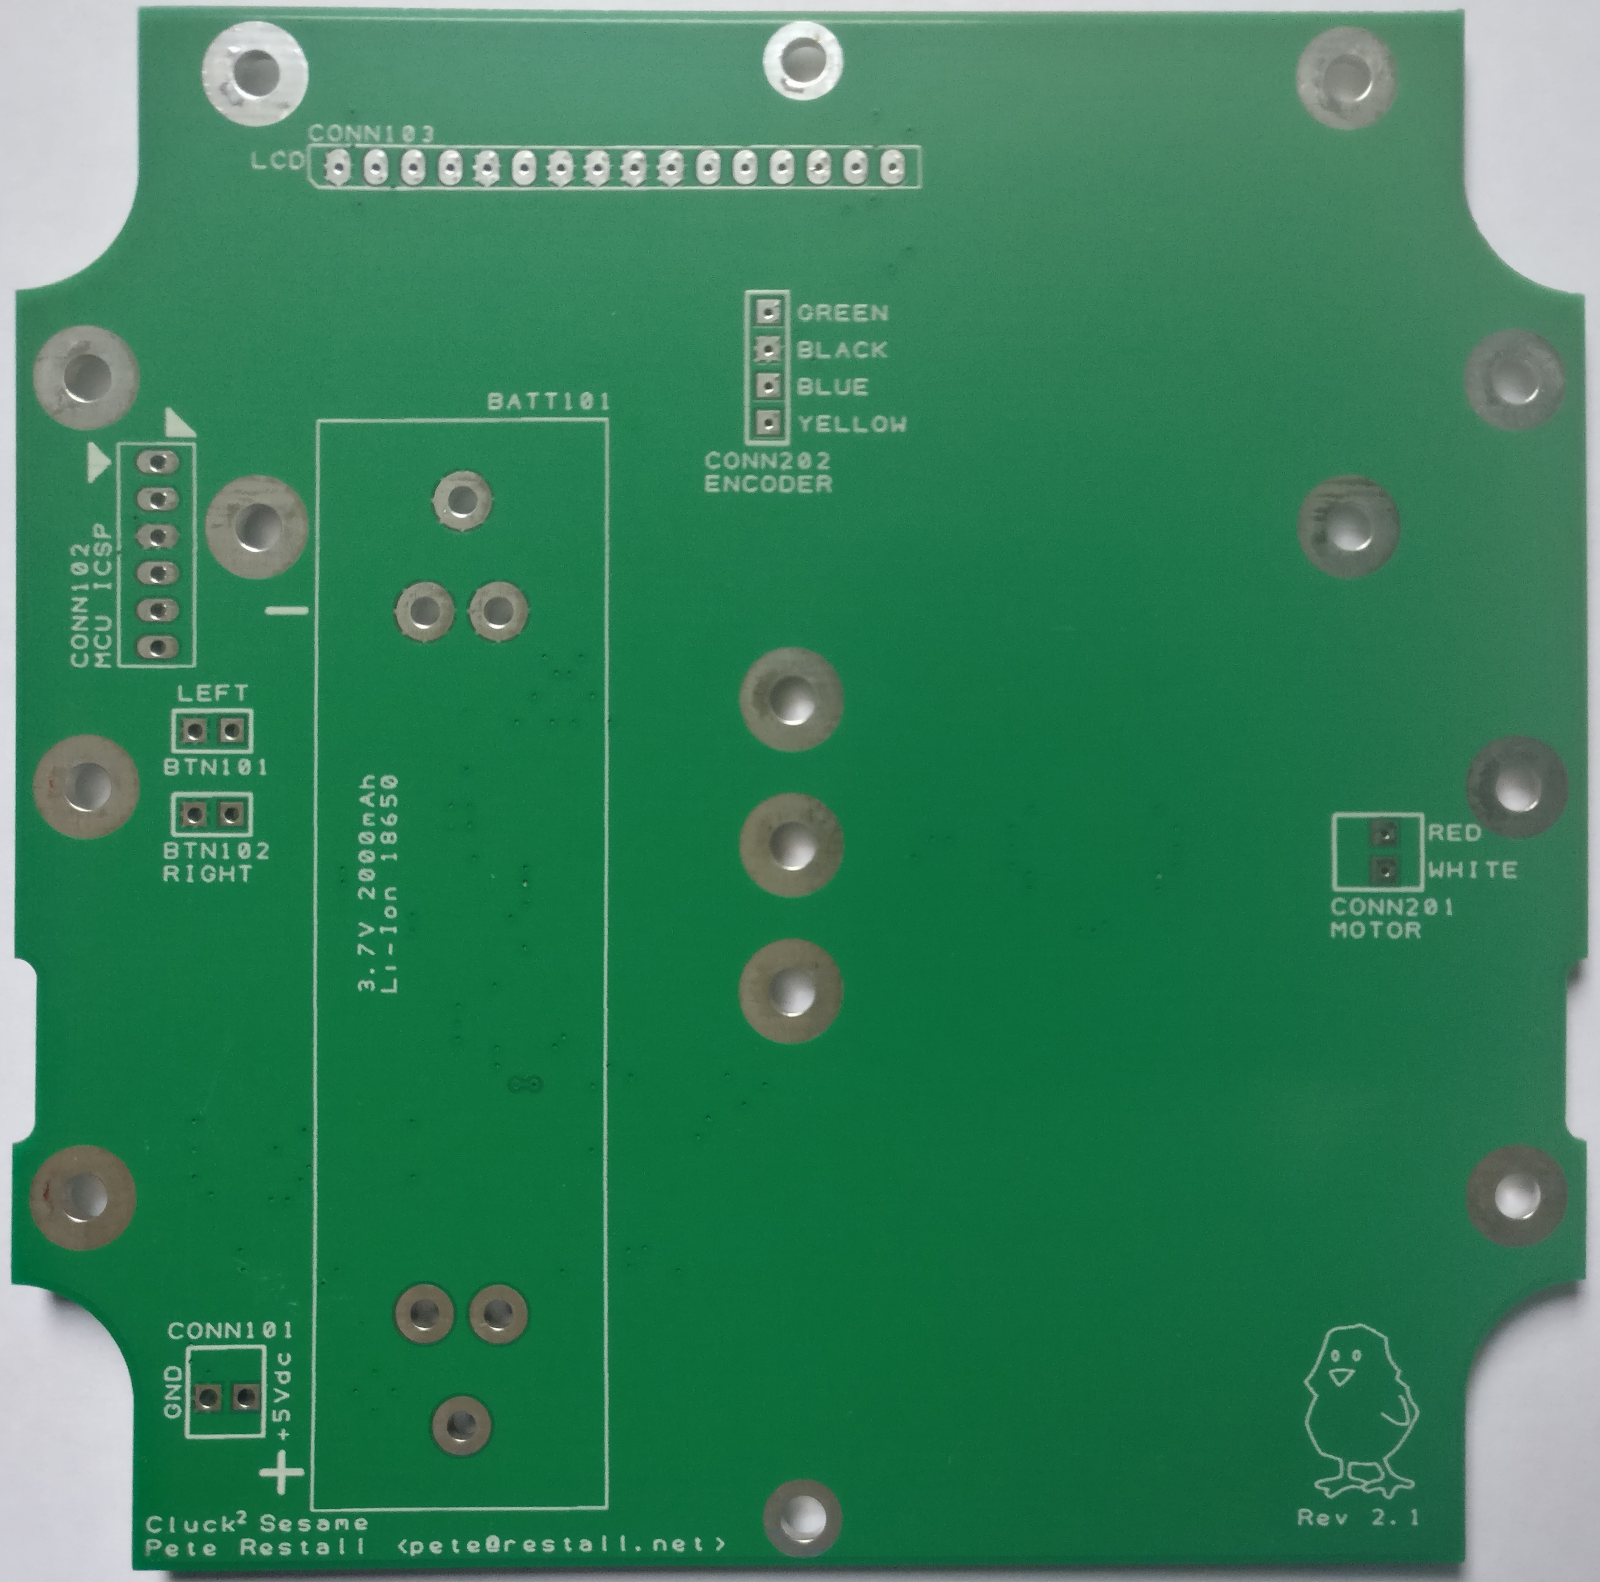 CONN103
LCD
GREEN
BLACK
BLUE
YELLOW
CONN202
ENCODER
BATT101
CONN102
MCU ICSP
−
LEFT
BTN101
BTN102
RIGHT
3.7V 2000mAh
Li-Ion 18650
RED
WHITE
CONN201
MOTOR
CONN101
GND
+5Vdc
+
Cluck² Sesame
Pete Restall <pete@restall.net>
Rev 2.1